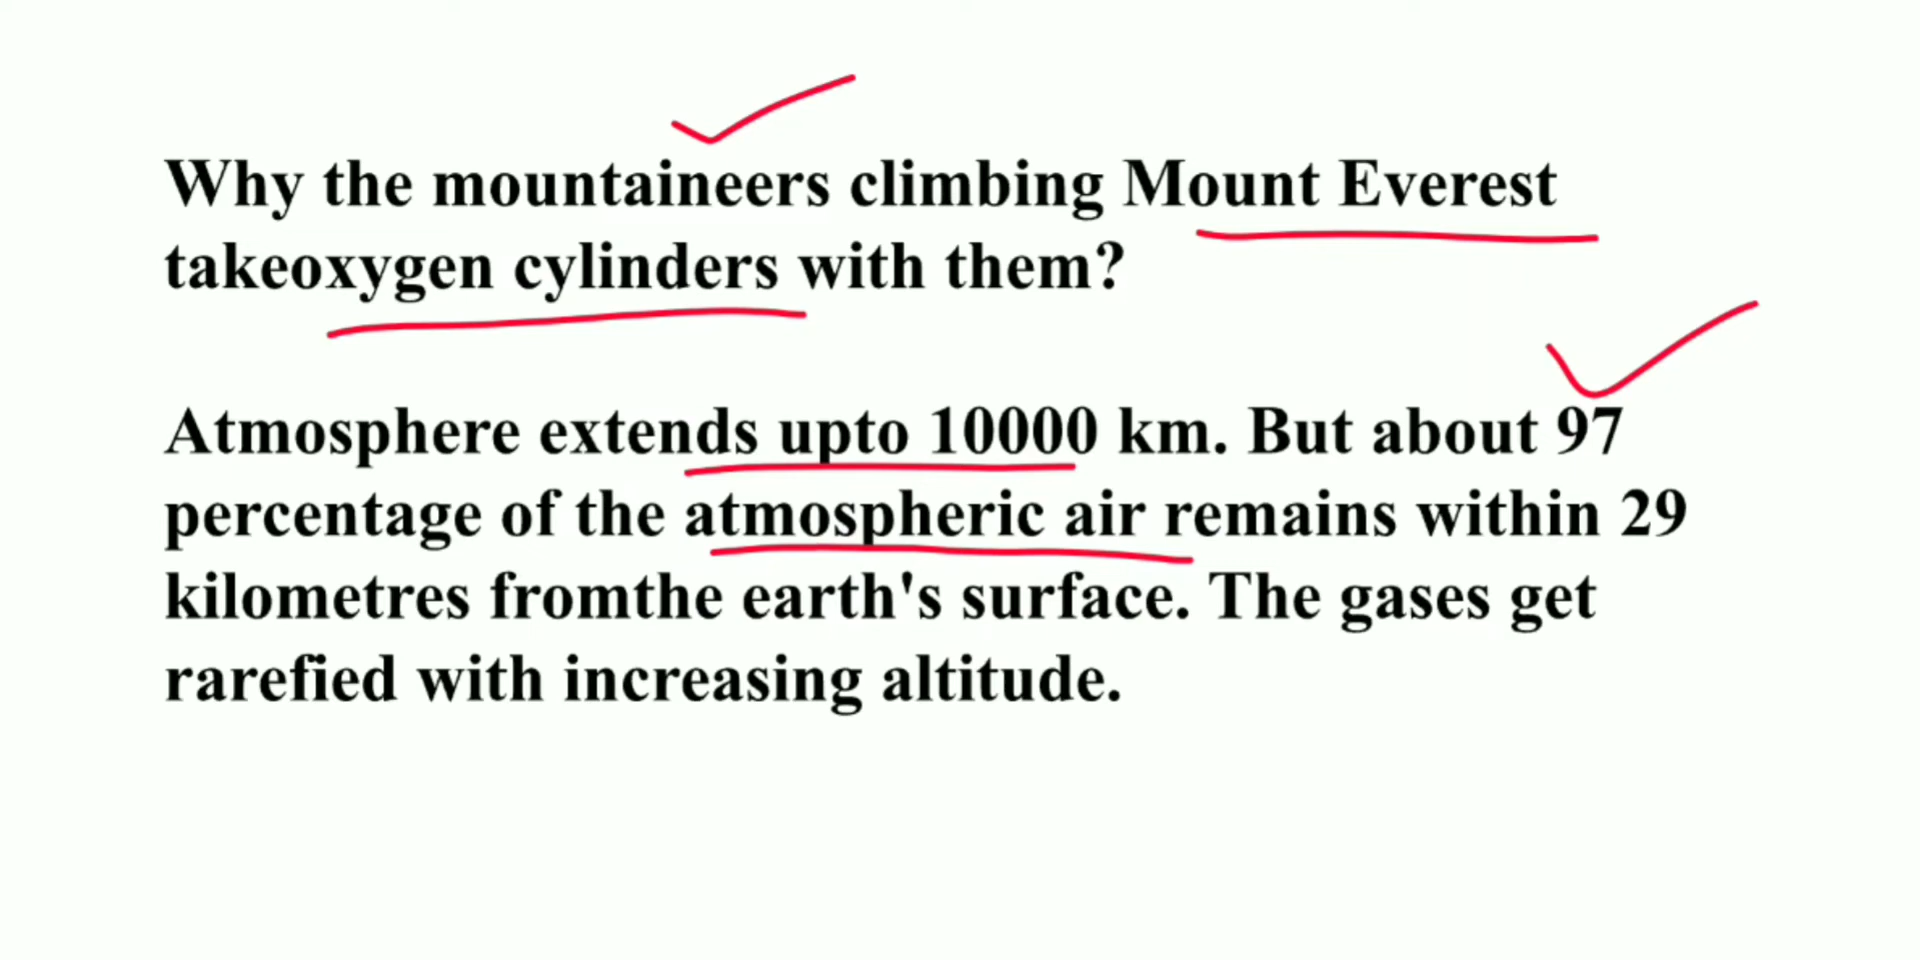 Why the mountaineers climbing Mount Everest
takeoxygen cylinders with them?
Atmosphere extends upto 10000 km. But about 97
percentage of the atmospheric air remains within 29
kilometres fromthe earth's surface. The gases get
rarefied with increasing altitude.